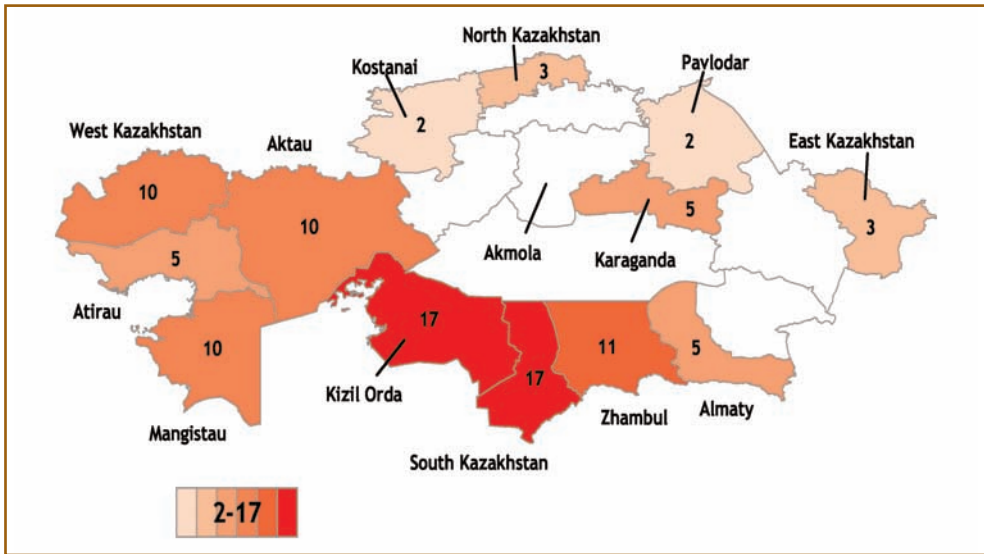 North Kazakhstan
3
Kostanai
2
Pavlodar
2
West Kazakhstan
10
Aktau
10
East Kazakhstan
3
5
Karaganda
Akmola
5
Atirau
10
Mangistau
17
Kizil Orda
17
South Kazakhstan
11
Zhambul
5
Almaty
2-17